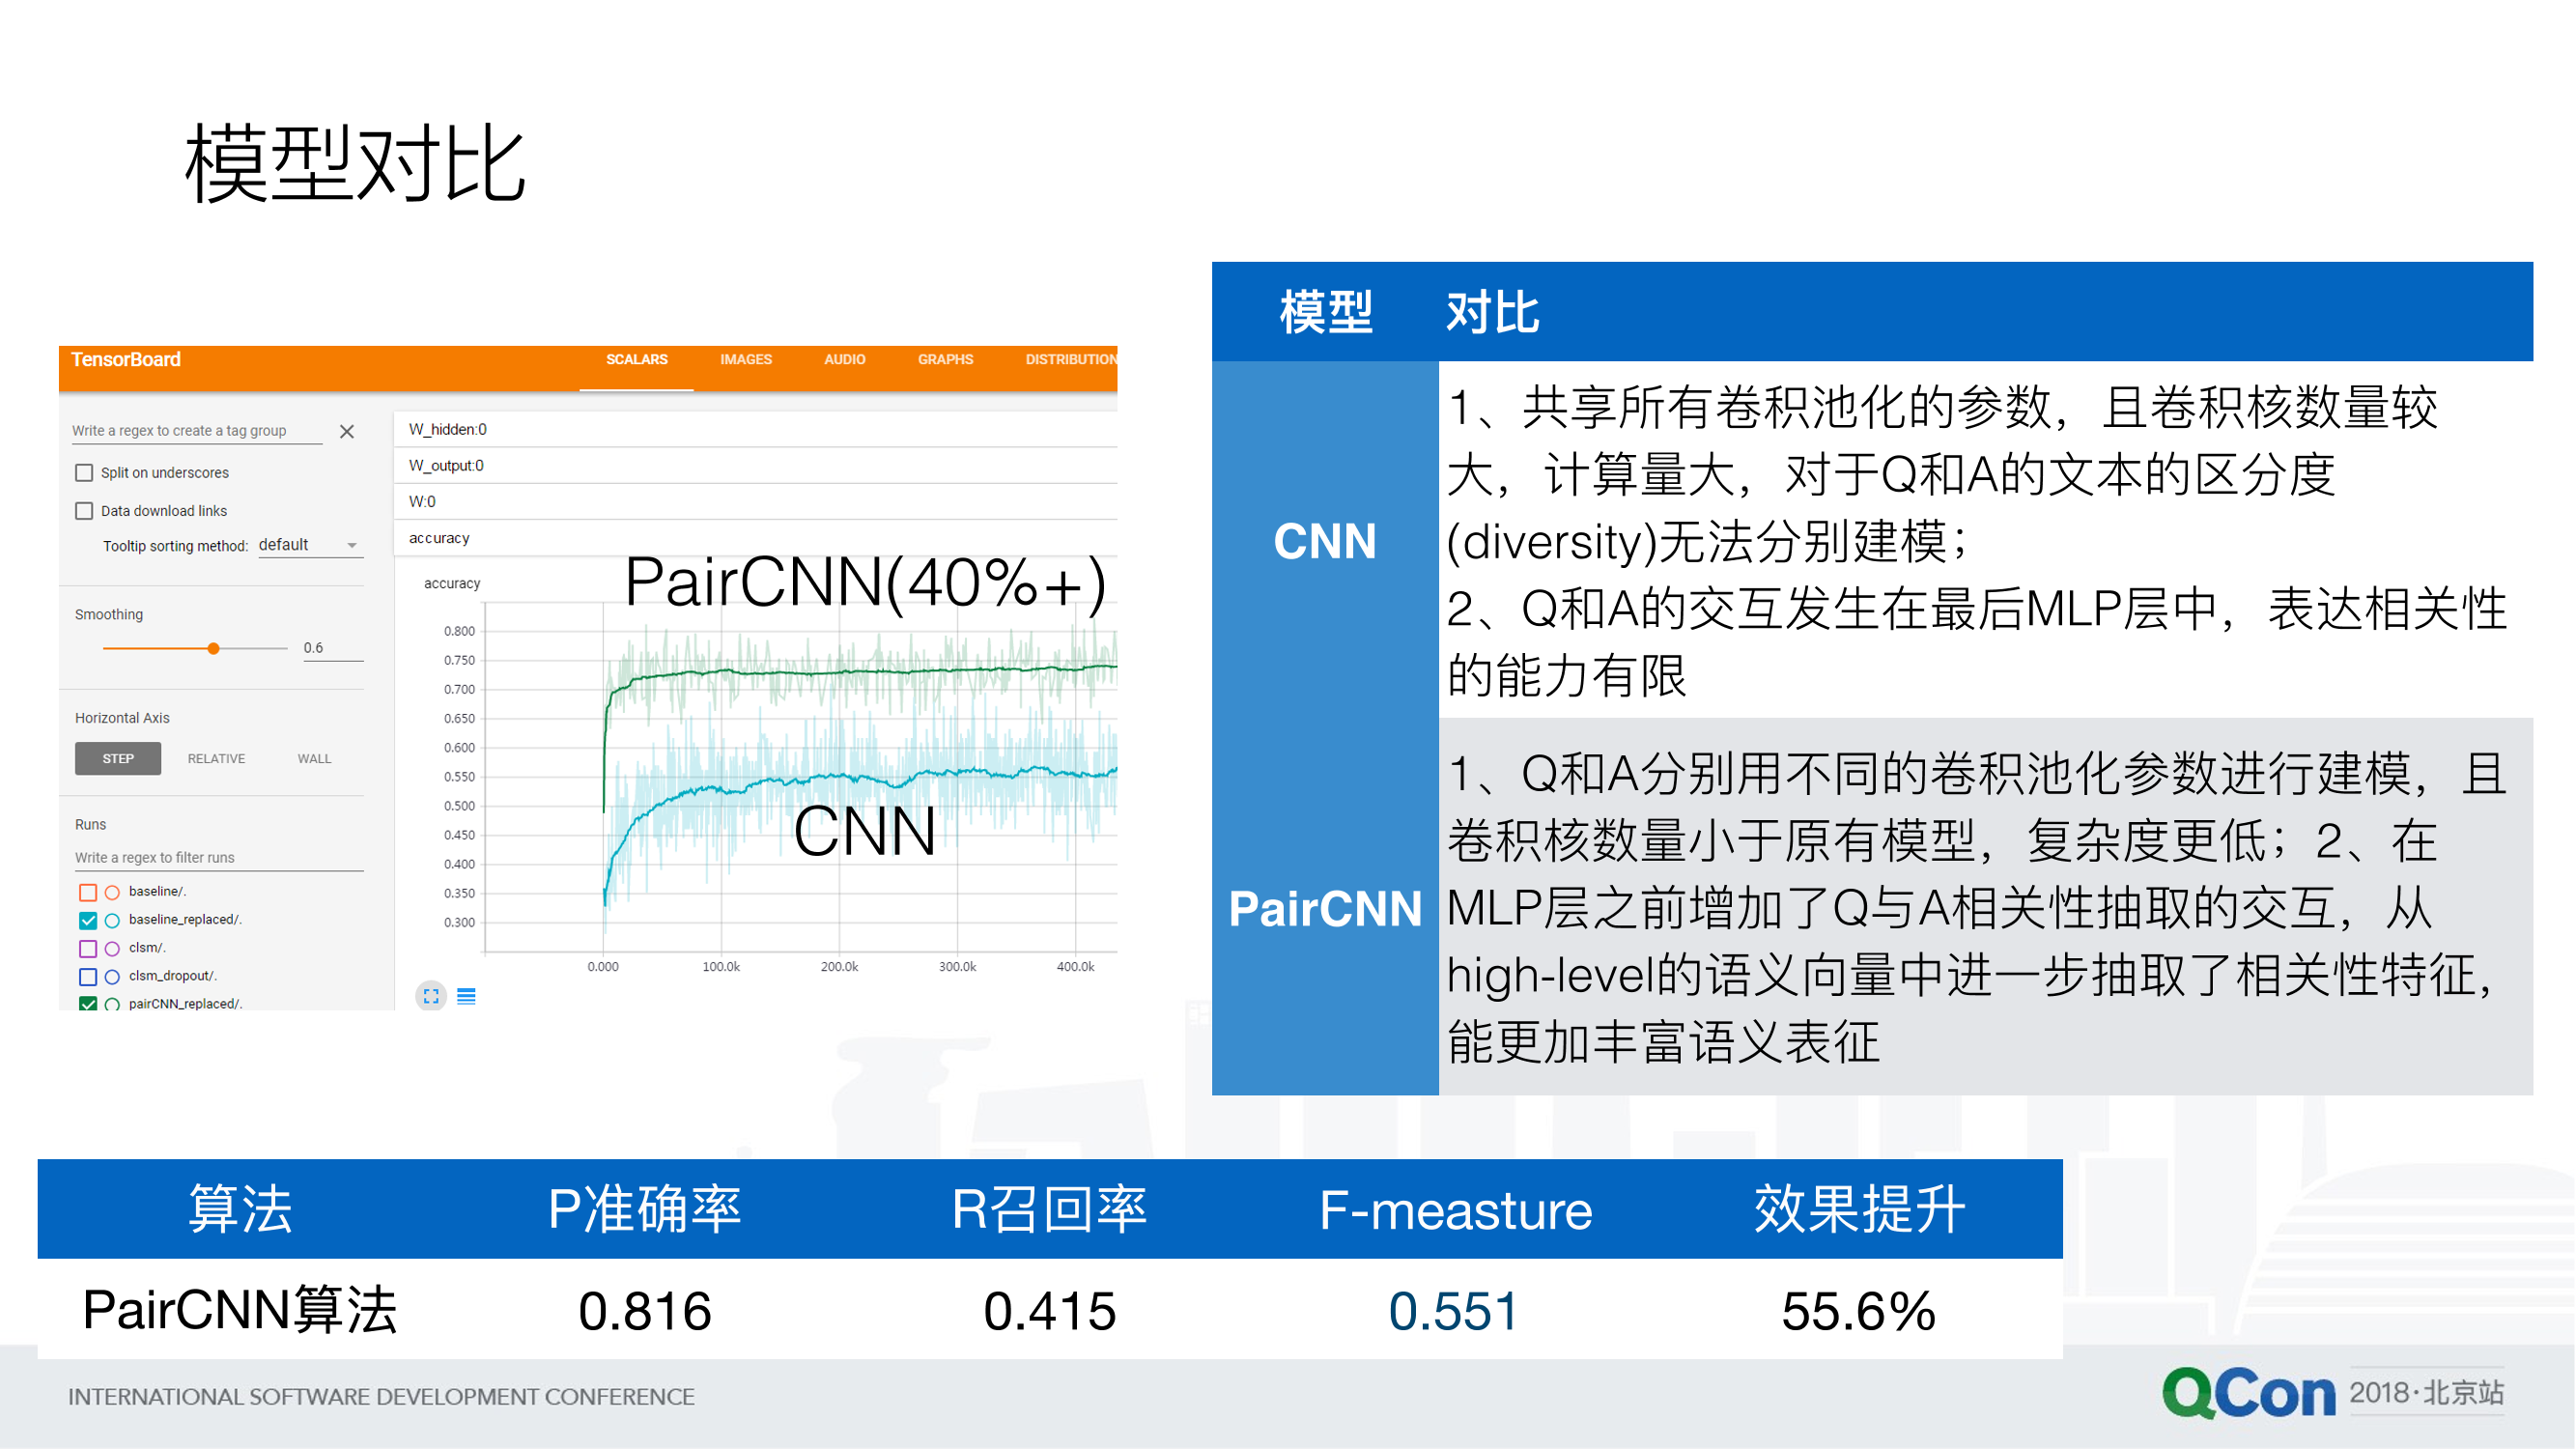 模型对比
TensorBoard
SCALARS
IMAGES
AUDIO
GRAPHS
DISTRIBUTION
Write a regex to create a tag group
Split on underscores
Data download links
Tooltip sorting method: default
Smoothing
0.6
Horizontal Axis
STEP
RELATIVE
WALL
Runs
Write a regex to filter runs
baseline/.
baseline_replaced/.
clsm/.
clsm_dropout/.
pairCNN_replaced/.
W_hidden:0
W_output:0
W:0
accuracy
accuracy
PairCNN(40%+)
CNN
0.800
0.750
0.700
0.650
0.600
0.550
0.500
0.450
0.400
0.350
0.300
0.000
100.0k
200.0k
300.0k
400.0k
模型 对比
CNN
1、共享所有卷积池化的参数，且卷积核数量较
大，计算量大，对于Q和A的文本的区分度
(diversity)无法分别建模；
2、Q和A的交互发生在最后MLP层中，表达相关性
的能力有限
PairCNN
1、Q和A分别用不同的卷积池化参数进行建模，且
卷积核数量小于原有模型，复杂度更低；2、在
MLP层之前增加了Q与A相关性抽取的交互，从
high-level的语义向量中进一步抽取了相关性特征，
能更加丰富语义表征
算法 P准确率 R召回率 F-measture 效果提升
PairCNN算法 0.816 0.415 0.551 55.6%
INTERNATIONAL SOFTWARE DEVELOPMENT CONFERENCE
QCon 2018·北京站